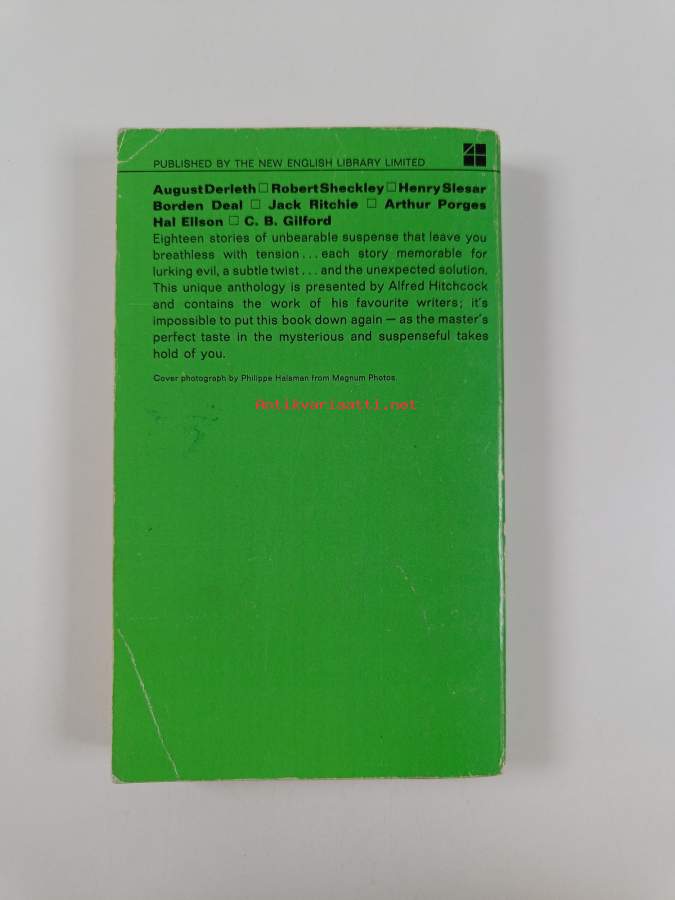 PUBLISHED BY THE NEW ENGLISH LIBRARY LIMITED
4
August Derleth □ Robert Sheckley □ Henry Slesar
Borden Deal □ Jack Ritchie □ Arthur Porges
Hal Ellson □ C. B. Gilford
Eighteen stories of unbearable suspense that leave you
breathless with tension... each story memorable for
lurking evil, a subtle twist... and the unexpected solution.
This unique anthology is presented by Alfred Hitchcock
and contains the work of his favourite writers; it's
impossible to put this book down again — as the master's
perfect taste in the mysterious and suspenseful takes
hold of you.
Cover photograph by Philippe Halsman from Magnum Photos.
Antikvariaatti.net